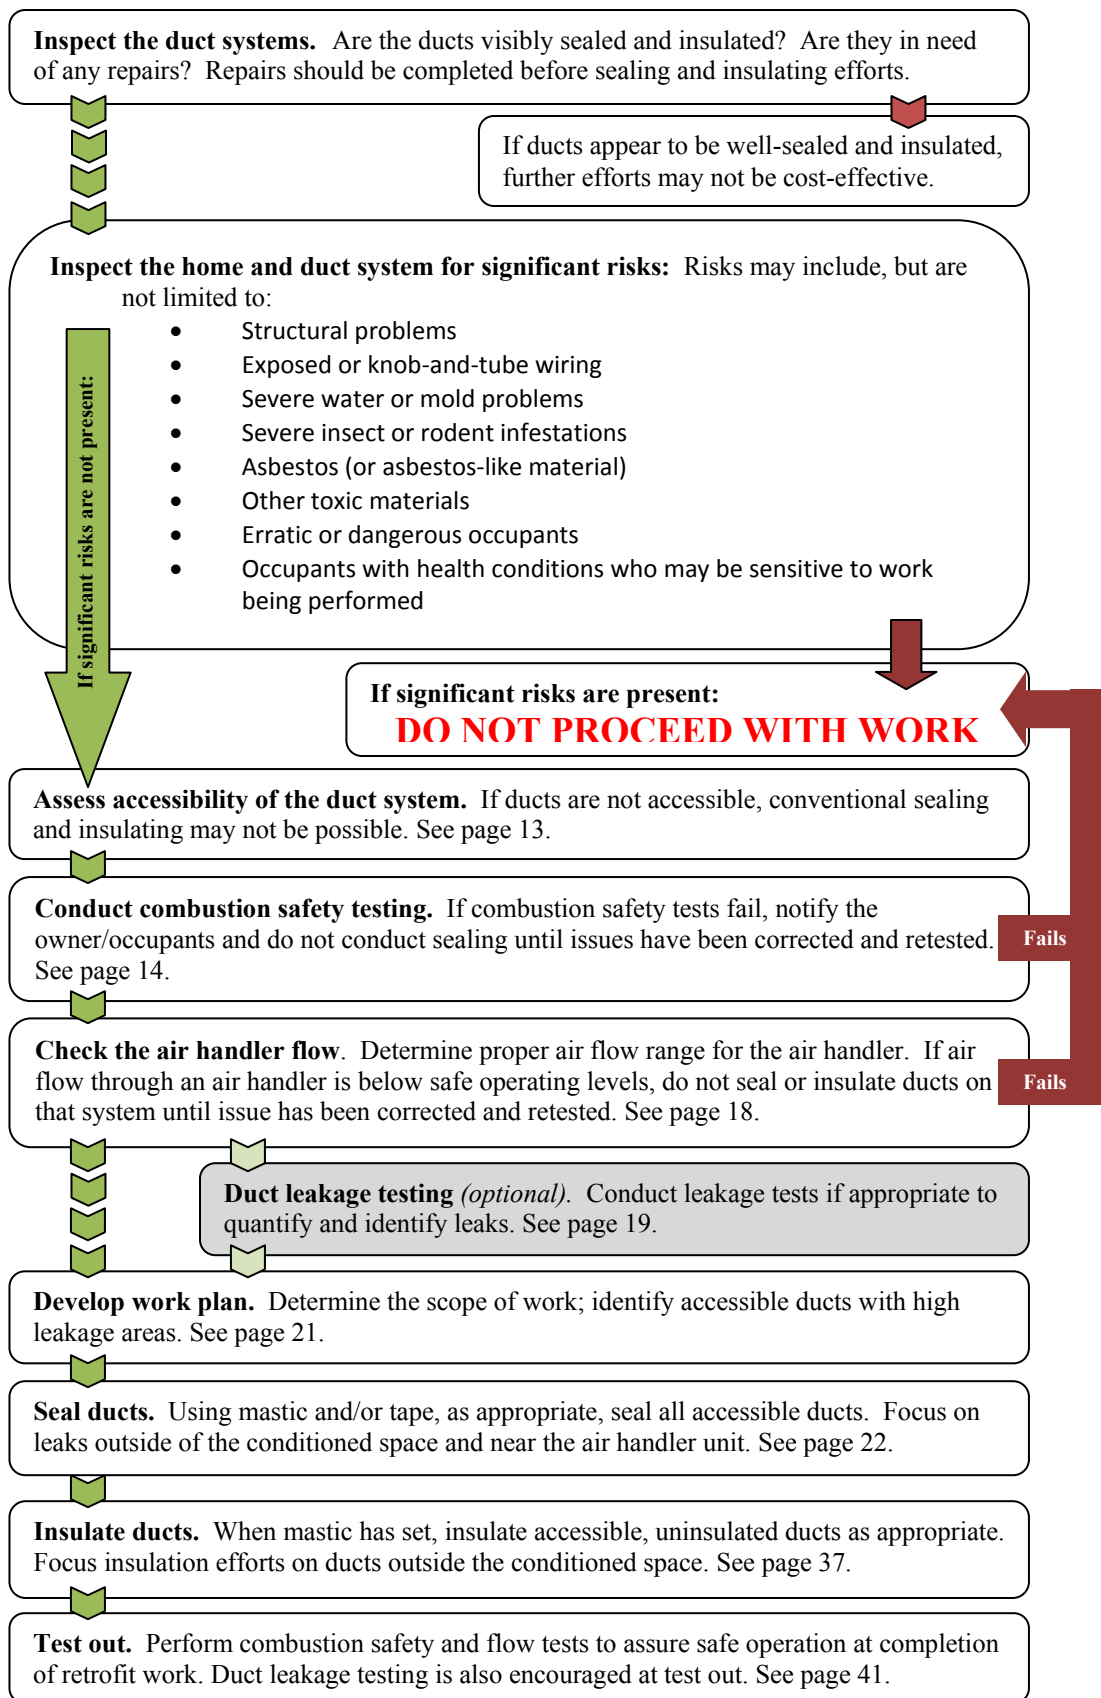 Inspect the duct systems. Are the ducts visibly sealed and insulated? Are they in need
of any repairs? Repairs should be completed before sealing and insulating efforts.
If ducts appear to be well-sealed and insulated,
further efforts may not be cost-effective.
Inspect the home and duct system for significant risks: Risks may include, but are
not limited to:
• Structural problems
• Exposed or knob-and-tube wiring
• Severe water or mold problems
• Severe insect or rodent infestations
• Asbestos (or asbestos-like material)
• Other toxic materials
• Erratic or dangerous occupants
• Occupants with health conditions who may be sensitive to work
being performed
If significant risks are not present:
If significant risks are present:
DO NOT PROCEED WITH WORK
Assess accessibility of the duct system. If ducts are not accessible, conventional sealing
and insulating may not be possible. See page 13.
Conduct combustion safety testing. If combustion safety tests fail, notify the
owner/occupants and do not conduct sealing until issues have been corrected and retested.
See page 14.
Fails
Check the air handler flow. Determine proper air flow range for the air handler. If air
flow through an air handler is below safe operating levels, do not seal or insulate ducts on
that system until issue has been corrected and retested. See page 18.
Fails
Duct leakage testing (optional). Conduct leakage tests if appropriate to
quantify and identify leaks. See page 19.
Develop work plan. Determine the scope of work; identify accessible ducts with high
leakage areas. See page 21.
Seal ducts. Using mastic and/or tape, as appropriate, seal all accessible ducts. Focus on
leaks outside of the conditioned space and near the air handler unit. See page 22.
Insulate ducts. When mastic has set, insulate accessible, uninsulated ducts as appropriate.
Focus insulation efforts on ducts outside the conditioned space. See page 37.
Test out. Perform combustion safety and flow tests to assure safe operation at completion
of retrofit work. Duct leakage testing is also encouraged at test out. See page 41.